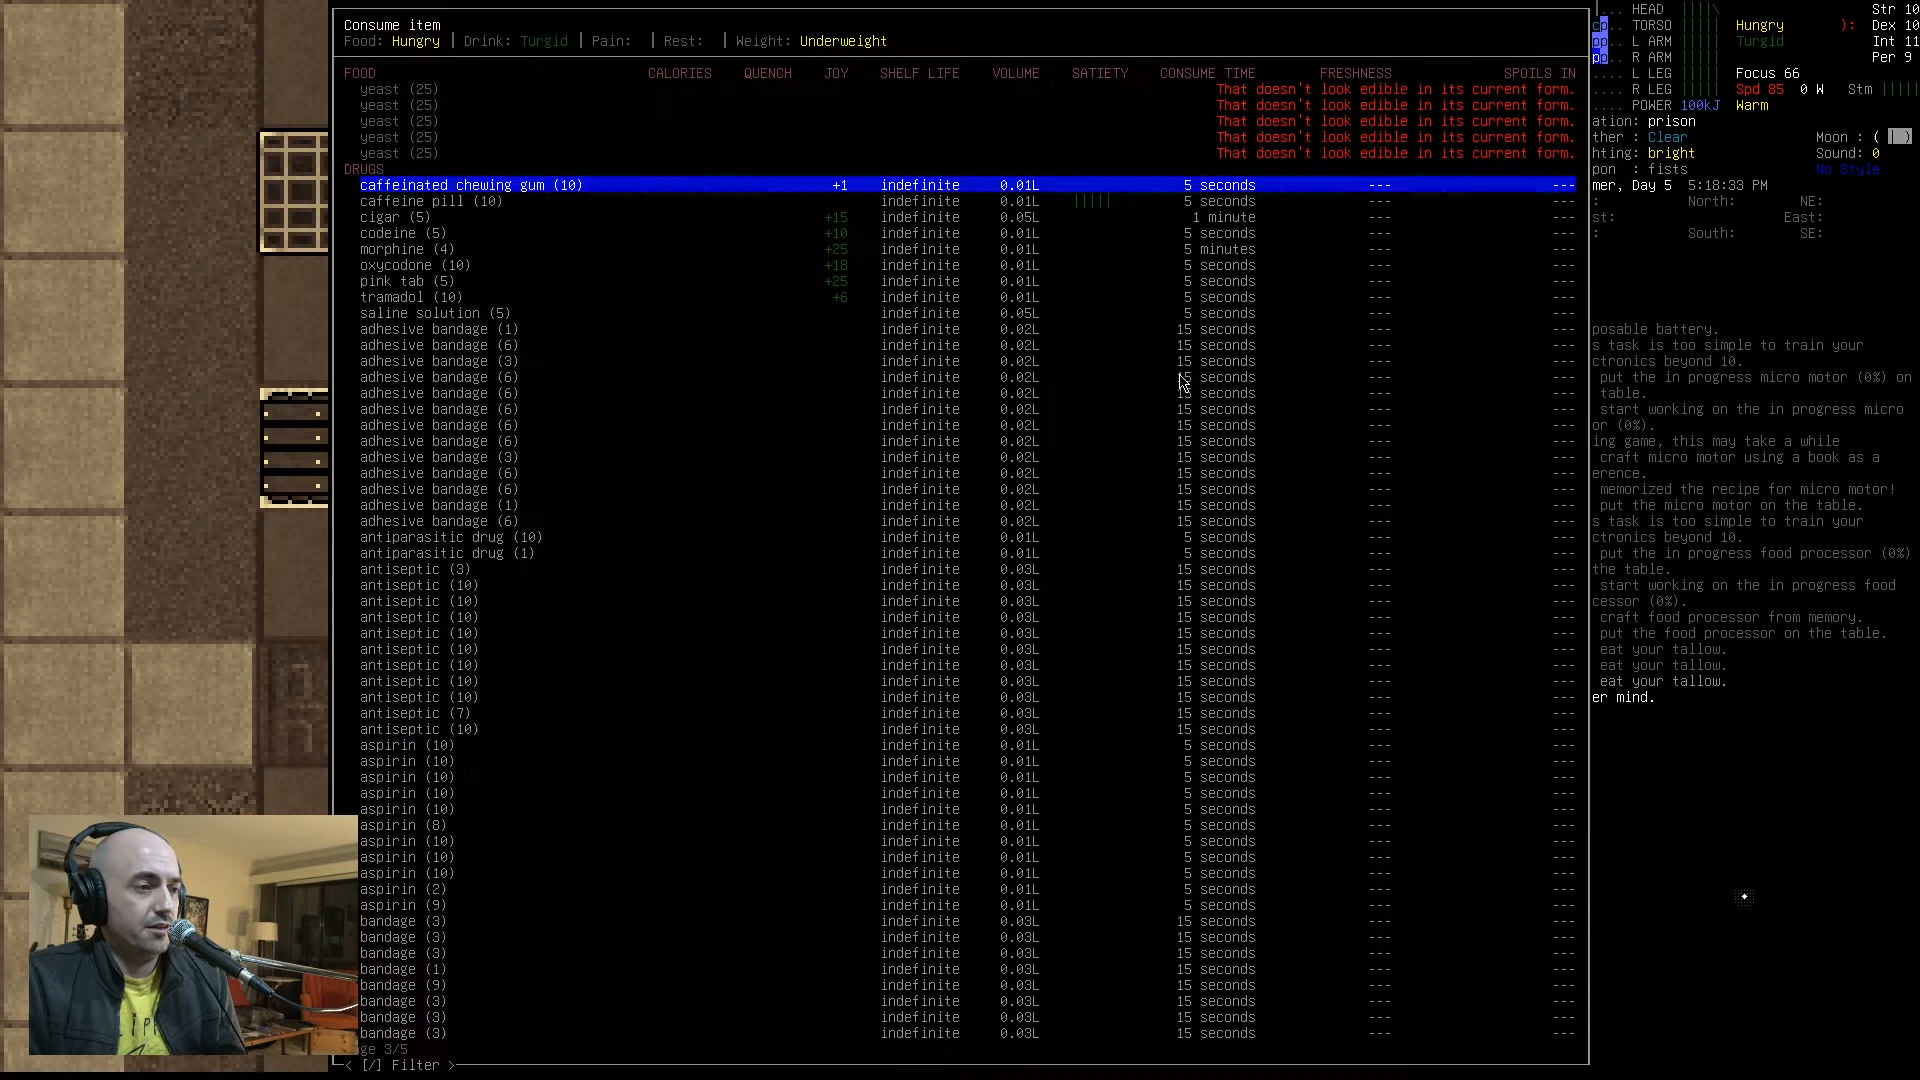 Consume item
Food: Hungry | Drink: Turgid | Pain: | Rest: | Weight: Underweight
FOOD CALORIES QUENCH JOY SHELF LIFE VOLUME SATIETY CONSUME TIME FRESHNESS SPOILS IN
yeast (25) That doesn't look edible in its current form.
yeast (25) That doesn't look edible in its current form.
yeast (25) That doesn't look edible in its current form.
yeast (25) That doesn't look edible in its current form.
yeast (25) That doesn't look edible in its current form.
DRUGS
caffeinated chewing gum (10) +1 indefinite 0.01L 5 seconds --- ---
caffeine pill (10) indefinite 0.01L ||||| 5 seconds --- ---
cigar (5) +15 indefinite 0.05L 1 minute --- ---
codeine (5) +10 indefinite 0.01L 5 seconds --- ---
morphine (4) +25 indefinite 0.01L 5 minutes --- ---
oxycodone (10) +18 indefinite 0.01L 5 seconds --- ---
pink tab (5) +25 indefinite 0.01L 5 seconds --- ---
tramadol (10) +6 indefinite 0.01L 5 seconds --- ---
saline solution (5) indefinite 0.05L 5 seconds --- ---
adhesive bandage (1) indefinite 0.02L 15 seconds --- ---
adhesive bandage (6) indefinite 0.02L 15 seconds --- ---
adhesive bandage (3) indefinite 0.02L 15 seconds --- ---
adhesive bandage (6) indefinite 0.02L seconds --- ---
adhesive bandage (6) indefinite 0.02L 15 seconds --- ---
adhesive bandage (6) indefinite 0.02L 15 seconds --- ---
adhesive bandage (6) indefinite 0.02L 15 seconds --- ---
adhesive bandage (6) indefinite 0.02L 15 seconds --- ---
adhesive bandage (3) indefinite 0.02L 15 seconds --- ---
adhesive bandage (6) indefinite 0.02L 15 seconds --- ---
adhesive bandage (6) indefinite 0.02L 15 seconds --- ---
adhesive bandage (1) indefinite 0.02L 15 seconds --- ---
adhesive bandage (6) indefinite 0.02L 15 seconds --- ---
antiparasitic drug (10) indefinite 0.01L 5 seconds --- ---
antiparasitic drug (1) indefinite 0.01L 5 seconds --- ---
antiseptic (3) indefinite 0.03L 15 seconds --- ---
antiseptic (10) indefinite 0.03L 15 seconds --- ---
antiseptic (10) indefinite 0.03L 15 seconds --- ---
antiseptic (10) indefinite 0.03L 15 seconds --- ---
antiseptic (10) indefinite 0.03L 15 seconds --- ---
antiseptic (10) indefinite 0.03L 15 seconds --- ---
antiseptic (10) indefinite 0.03L 15 seconds --- ---
antiseptic (10) indefinite 0.03L 15 seconds --- ---
antiseptic (10) indefinite 0.03L 15 seconds --- ---
antiseptic (7) indefinite 0.03L 15 seconds --- ---
antiseptic (10) indefinite 0.03L 15 seconds --- ---
aspirin (10) indefinite 0.01L 5 seconds --- ---
aspirin (10) indefinite 0.01L 5 seconds --- ---
aspirin (10) indefinite 0.01L 5 seconds --- ---
aspirin (10) indefinite 0.01L 5 seconds --- ---
aspirin (10) indefinite 0.01L 5 seconds --- ---
aspirin (8) indefinite 0.01L 5 seconds --- ---
aspirin (10) indefinite 0.01L 5 seconds --- ---
aspirin (10) indefinite 0.01L 5 seconds --- ---
aspirin (10) indefinite 0.01L 5 seconds --- ---
aspirin (2) indefinite 0.01L 5 seconds --- ---
aspirin (9) indefinite 0.01L 5 seconds --- ---
bandage (3) indefinite 0.03L 15 seconds --- ---
bandage (3) indefinite 0.03L 15 seconds --- ---
bandage (3) indefinite 0.03L 15 seconds --- ---
bandage (1) indefinite 0.03L 15 seconds --- ---
bandage (9) indefinite 0.03L 15 seconds --- ---
bandage (3) indefinite 0.03L 15 seconds --- ---
bandage (3) indefinite 0.03L 15 seconds --- ---
bandage (3) indefinite 0.03L 15 seconds --- ---
ge 3/5
< [/] Filter >
... HEAD ||||\ Str 10
TORSO ||||| Hungry ): Dex 10
L ARM ||||| Turgid Int 11
R ARM ||||| Per 9
L LEG ||||| Focus 66
R LEG ||||| Spd 85 0 W Stm |||||
POWER 100kJ Warm
ation: prison
ther : Clear Moon : ( | )
hting: bright Sound: 0
pon : fists No Style
mer, Day 5 5:18:33 PM
: North: NE:
st: East:
: South: SE:
posable battery.
s task is too simple to train your
ctronics beyond 10.
put the in progress micro motor (0%) on
table.
start working on the in progress micro
or (0%).
ing game, this may take a while
craft micro motor using a book as a
erence.
memorized the recipe for micro motor!
put the micro motor on the table.
s task is too simple to train your
ctronics beyond 10.
put the in progress food processor (0%)
the table.
start working on the in progress food
cessor (0%).
craft food processor from memory.
put the food processor on the table.
eat your tallow.
eat your tallow.
eat your tallow.
er mind.